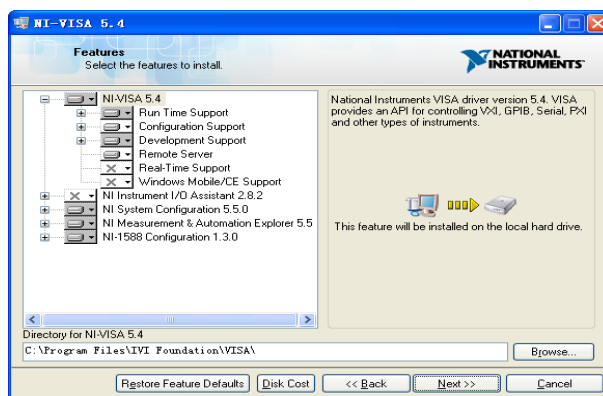 NI-VISA 5.4
Features
Select the features to install.
NATIONAL
INSTRUMENTS
NI-VISA 5.4
Run Time Support
Configuration Support
Development Support
Remote Server
Real-Time Support
Windows Mobile/CE Support
NI Instrument I/O Assistant 2.8.2
NI System Configuration 5.5.0
NI Measurement & Automation Explorer 5.5
NI-1588 Configuration 1.3.0
National Instruments VISA driver version 5.4. VISA
provides an API for controlling VXI, GPIB, Serial, PXI
and other types of instruments.
This feature will be installed on the local hard drive.
Directory for NI-VISA 5.4
C:\Program Files\IVI Foundation\VISA\
Browse...
Restore Feature Defaults
Disk Cost
<< Back
Next >>
Cancel